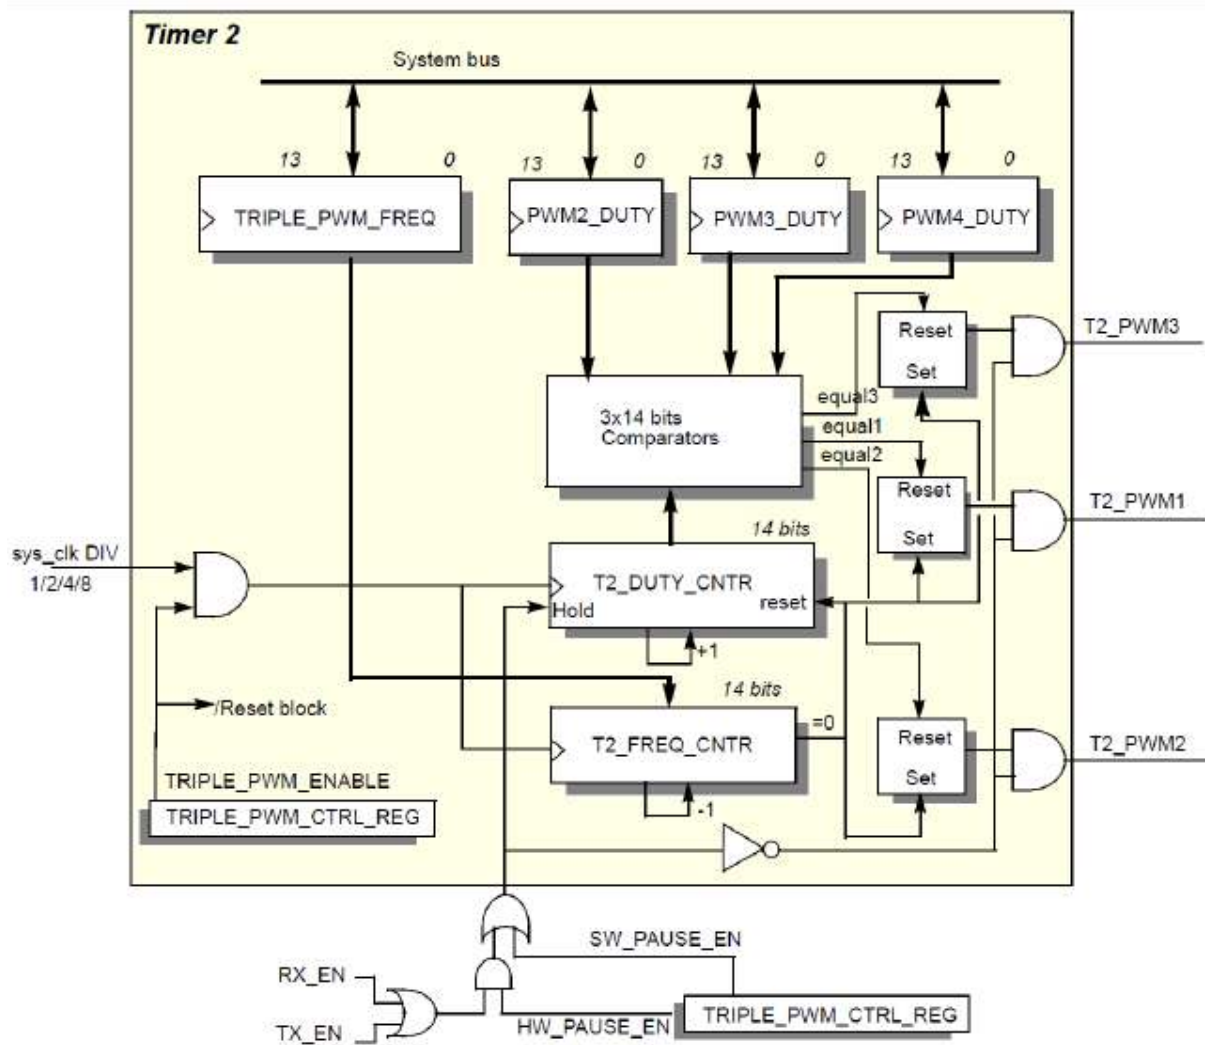 Timer 2
System bus
13 0
13 0
13 0
13 0
TRIPLE_PWM_FREQ
PWM2_DUTY
PWM3_DUTY
PWM4_DUTY
Reset
Set
T2_PWM3
3x14 bits
Comparators
equal3
equal1
equal2
Reset
Set
T2_PWM1
14 bits
sys_clk DIV
1/2/4/8
T2_DUTY_CNTR
Hold
reset
+1
14 bits
/Reset block
T2_FREQ_CNTR
=0
-1
Reset
Set
T2_PWM2
TRIPLE_PWM_ENABLE
TRIPLE_PWM_CTRL_REG
SW_PAUSE_EN
RX_EN
TX_EN
HW_PAUSE_EN
TRIPLE_PWM_CTRL_REG